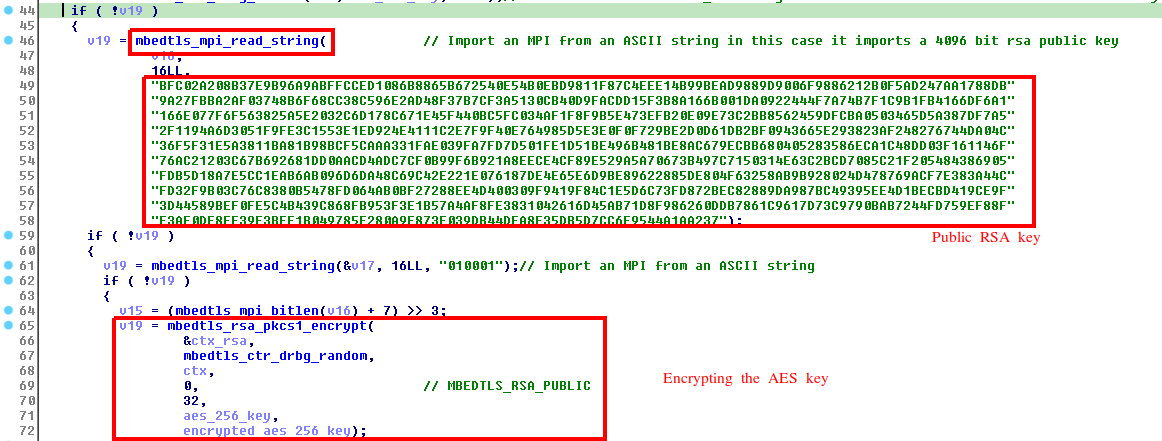 44 if ( !v19 )
45 {
46 v19 = mbedtls_mpi_read_string( // Import an MPI from an ASCII string in this case it imports a 4096 bit rsa public key
47 v16,
48 16LL,
49 "BFC02A208B37E9B96A9ABFFCCED1086B8865B672540E54B0EBD9811F87C4EEE14B99BEAD9889D9006F9886212B0F5AD247AA1788DB"
50 "9A27FBBA2AF03748B6F68CC38C596E2AD48F37B7CF3A5130CB40D9FACDD15F3B8A166B001DA0922444F7A74B7F1C9B1FB4166DF6A1"
51 "166E077F6F563825A5E2032C6D178C671E45F440BC5FC034AF1F8F9B5E473EFB20E09E73C2BB8562459DFCBA0503465D5A387DF7A5"
52 "2F1194A6D3051F9FE3C1553E1ED924E4111C2E7F9F40E764985D5E3E0F0F729BE2D0D61DB2BF0943665E293823AF248276744DA04C"
53 "36F5F31E5A3811BA81B98BCF5CAAA331FAE039FA7FD7D501FE1D51BE496B481BE8AC679ECBB680405283586ECA1C48DD03F161146F"
54 "76AC21203C67B692681DD0AACD4ADC7CF0B99F6B921A8EECE4CF89E529A5A70673B497C7150314E63C2BCD7085C21F205484386905"
55 "FDB5D18A7E5CC1EAB6AB096D6DA48C69C42E221E076187DE4E65E6D9BE89622885DE804F63258AB9B928024D478769ACF7E383A44C"
56 "FD32F9B03C76C8380B5478FD064AB0BF27288EE4D400309F9419F84C1E5D6C73FD872BEC82889DA987BC49395EE4D1BECBD419CE9F"
57 "3D44589BEF0FE5C4B439C868FB953F3E1B57A4AF8FE3831042616D45AB71D8F986260DDB7861C9617D73C9790BAB7244FD759EF88F"
58 "E3AF0DF8FF39F3BFF1B049785F280A9F873F039DB44DFA8F35DB5D7CC6F9544A1AA237");
Public RSA key
59 if ( !v19 )
60 {
61 v19 = mbedtls_mpi_read_string(&v17, 16LL, "010001");// Import an MPI from an ASCII string
62 if ( !v19 )
63 {
64 v15 = (mbedtls_mpi_bitlen(v16) + 7) >> 3;
65 v19 = mbedtls_rsa_pkcs1_encrypt(
66 &ctx_rsa,
67 mbedtls_ctr_drbg_random,
68 ctx,
Encrypting the AES key
69 0, // MBEDTLS_RSA_PUBLIC
70 32,
71 aes_256_key,
72 encrypted_aes_256_key);